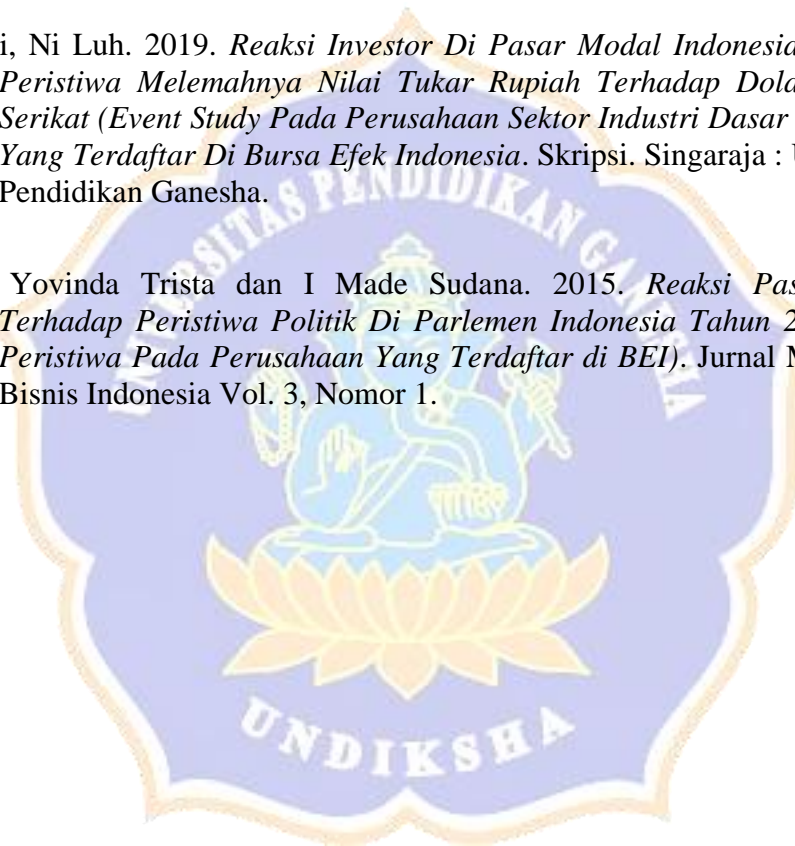 i, Ni Luh. 2019. Reaksi Investor Di Pasar Modal Indonesia
Peristiwa Melemahnya Nilai Tukar Rupiah Terhadap
Serikat (Event Study Pada Perusahaan Sektor Industri Dasar
Yang Terdaftar Di Bursa Efek Indonesia. Skripsi. Singaraja :
Pendidikan Ganesha.
Yovinda Trista dan I Made Sudana. 2015. Reaksi
Terhadap Peristiwa Politik Di Parlemen Indonesia Tahun
Peristiwa Pada Perusahaan Yang Terdaftar di BEI). Jurnal
Bisnis Indonesia Vol. 3, Nomor 1.
UNIVERSITAS PENDIDIKAN GANESHA
UNDIKSHA